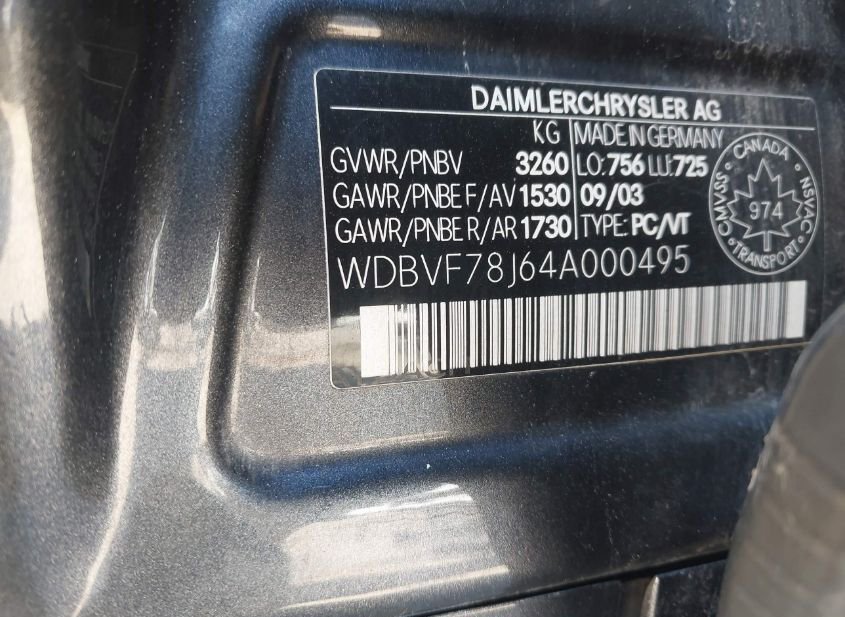 DAIMLERCHRYSLER AG
KG MADE IN GERMANY
GVWR/PNBV 3260 LO: 756 LU: 725
GAWR/PNBE F/AV 1530 09/03
GAWR/PNBE R/AR 1730 TYPE: PC/VT
WDBVF78J64A000495
CANADA
CMVSS
NSVAC
974
TRANSPORT